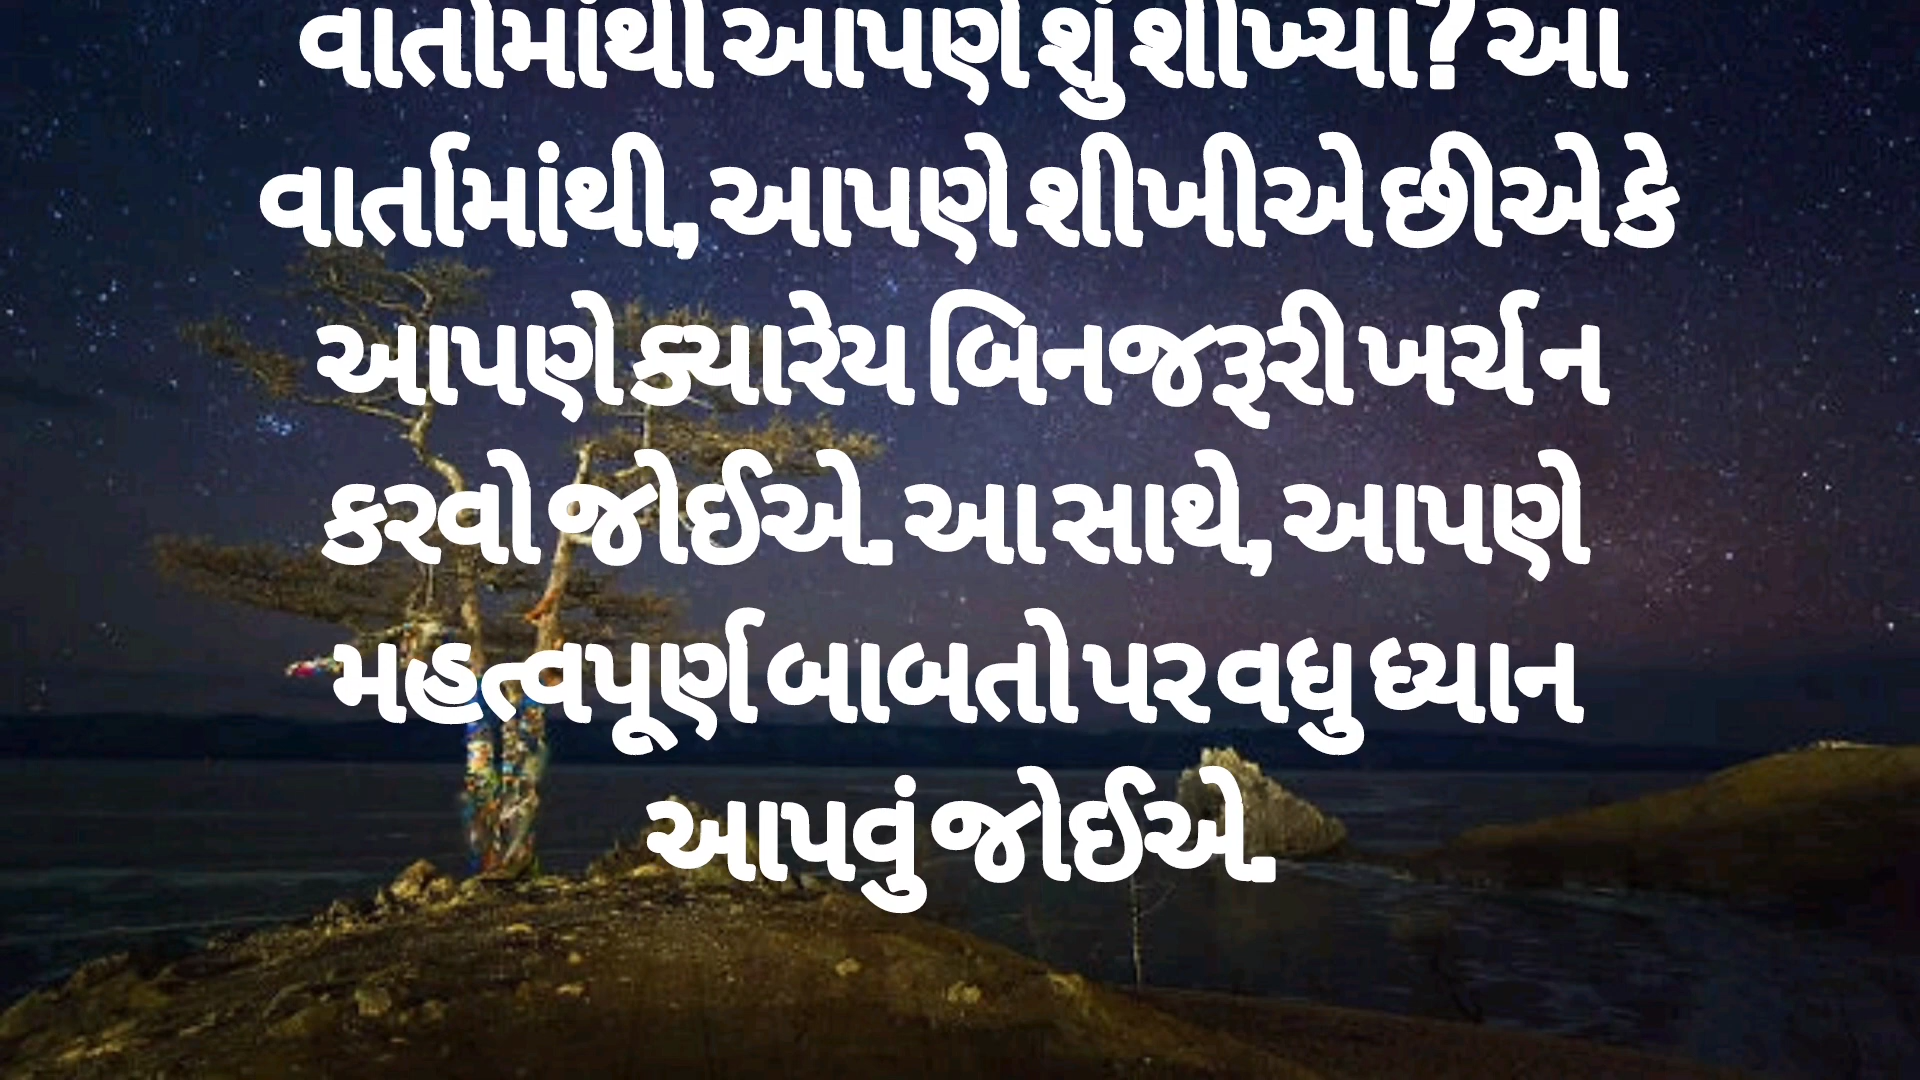 વાર્તામાંથી આપણે શું શીખ્યા? આ
વાર્તામાંથી, આપણે શીખીએ છીએ કે
આપણે ક્યારેય બિનજરૂરી ખર્ચ ન
કરવો જોઈએ. આ સાથે, આપણે
મહત્વપૂર્ણ બાબતો પર વધુ ધ્યાન
આપવું જોઈએ.